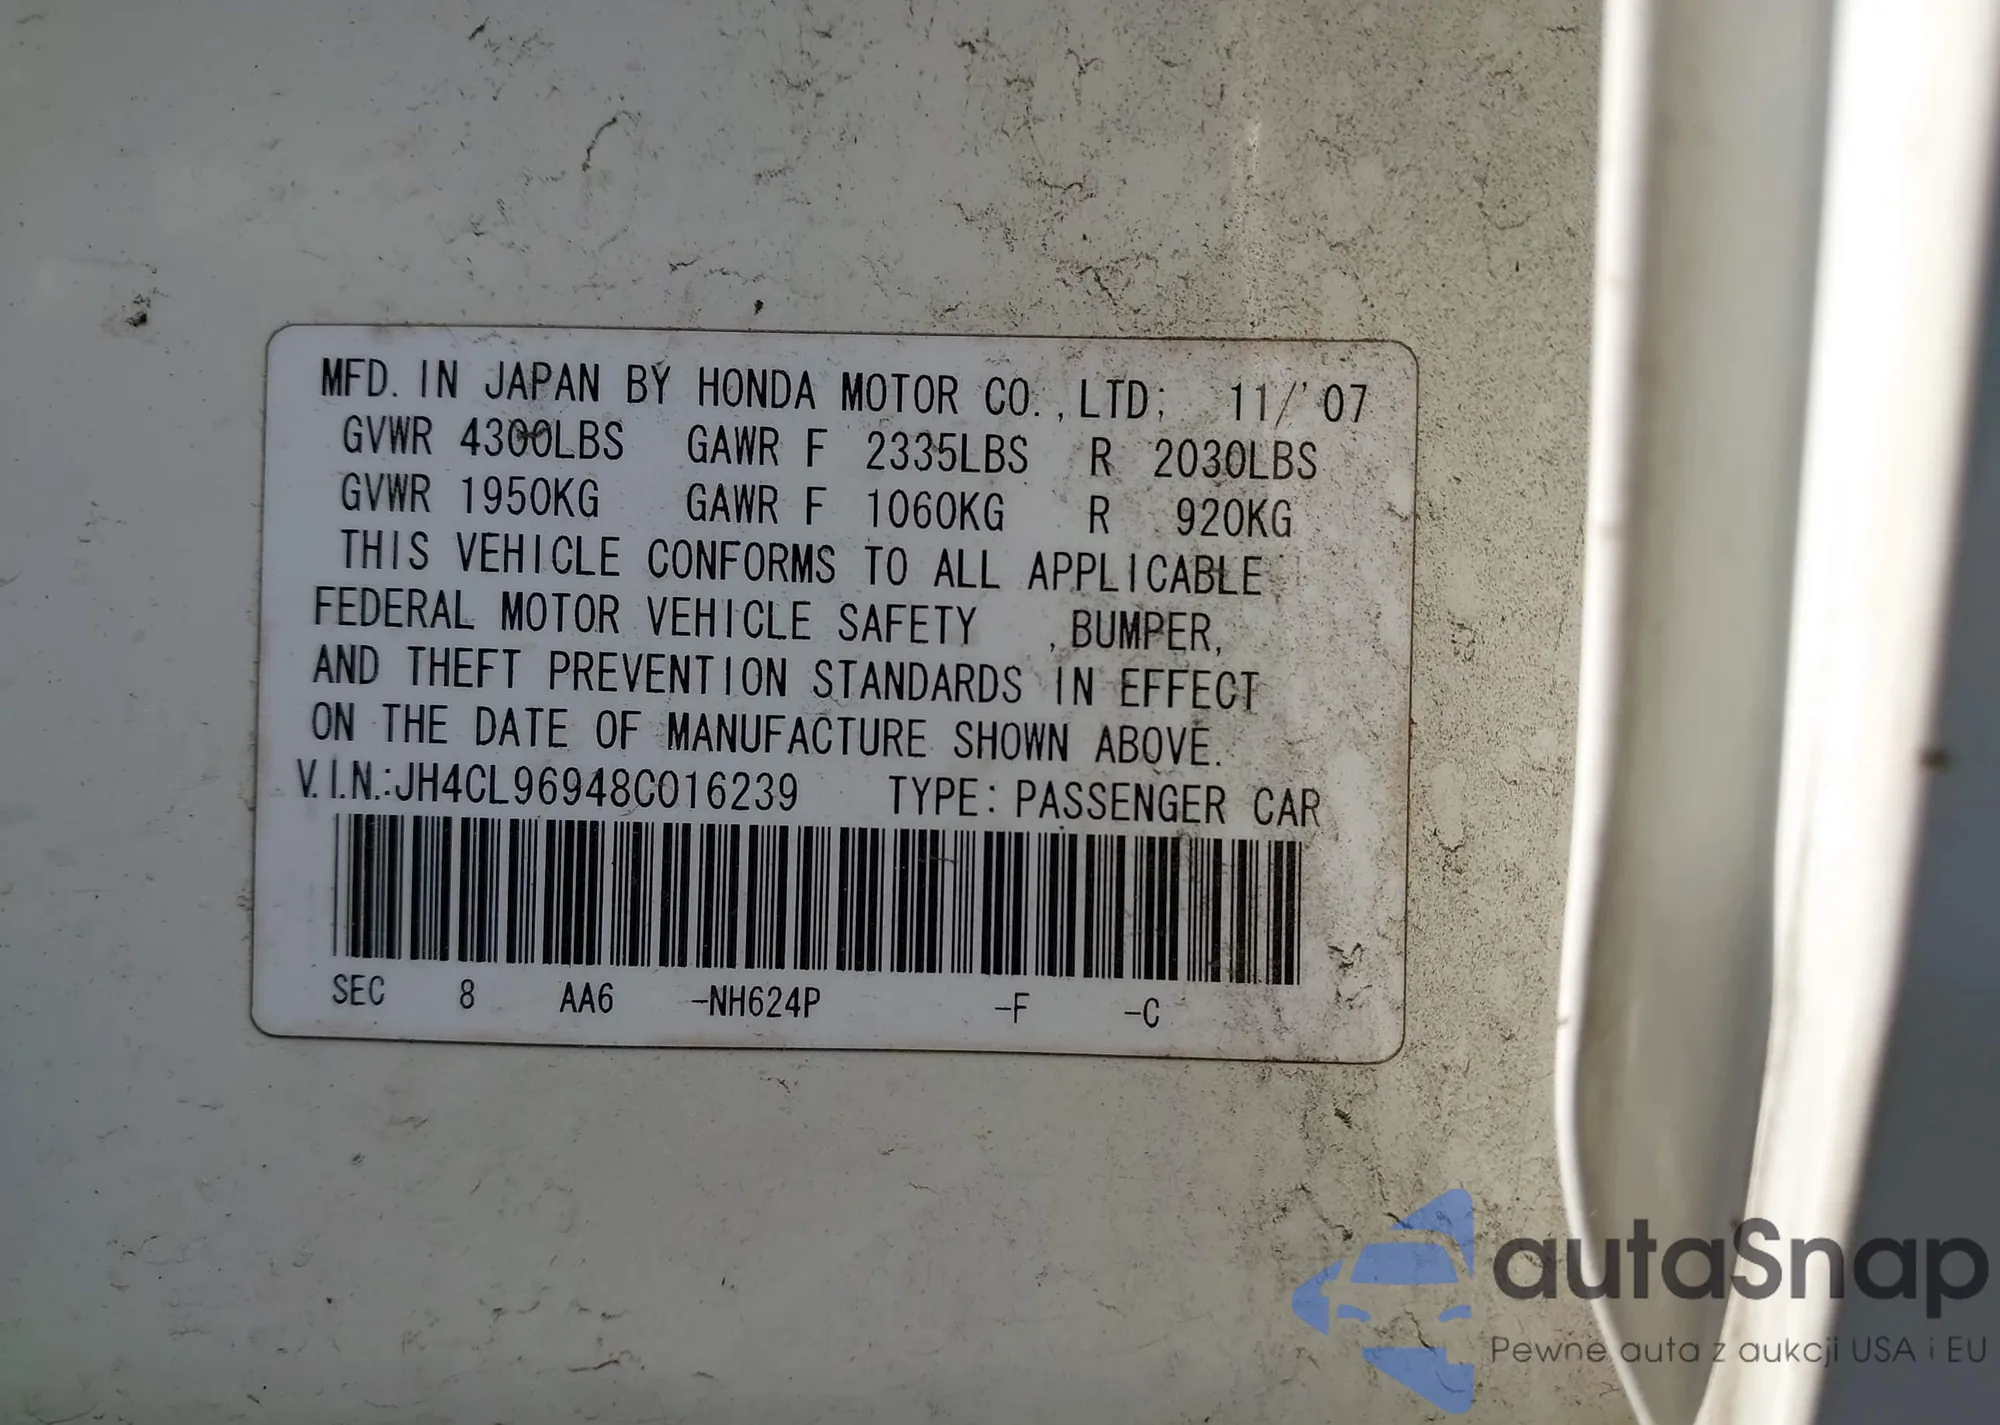 MFD. IN JAPAN BY HONDA MOTOR CO.,LTD; 11/'07
GVWR 4300LBS GAWR F 2335LBS R 2030LBS
GVWR 1950KG GAWR F 1060KG R 920KG
THIS VEHICLE CONFORMS TO ALL APPLICABLE
FEDERAL MOTOR VEHICLE SAFETY ,BUMPER,
AND THEFT PREVENTION STANDARDS IN EFFECT
ON THE DATE OF MANUFACTURE SHOWN ABOVE.
V.I.N.:JH4CL96948C016239 TYPE: PASSENGER CAR
SEC 8 AA6 -NH624P -F -C
autaSnap
Pewne auta z aukcji USA i EU